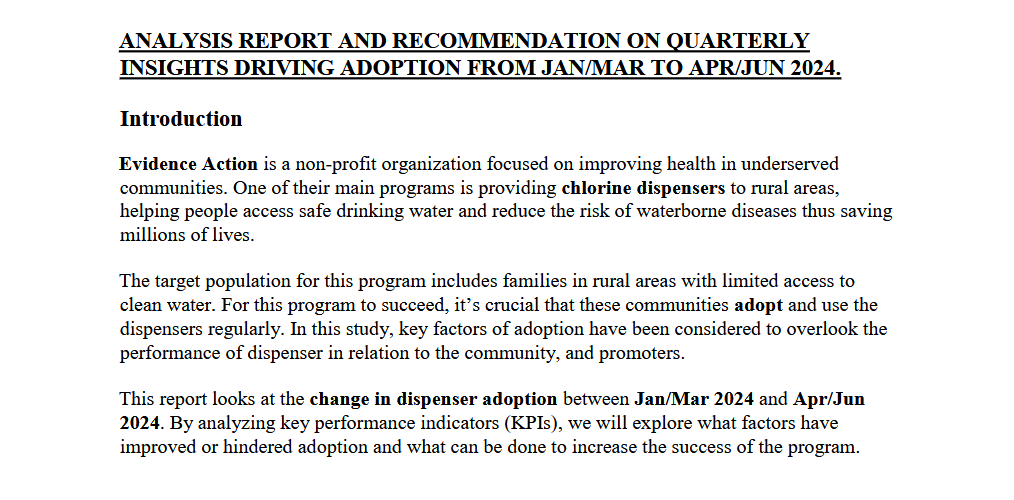 ANALYSIS REPORT AND RECOMMENDATION ON QUARTERLY
INSIGHTS DRIVING ADOPTION FROM JAN/MAR TO APR/JUN 2024.
Introduction
Evidence Action is a non-profit organization focused on improving health in underserved
communities. One of their main programs is providing chlorine dispensers to rural areas,
helping people access safe drinking water and reduce the risk of waterborne diseases thus saving
millions of lives.
The target population for this program includes families in rural areas with limited access to
clean water. For this program to succeed, it’s crucial that these communities adopt and use the
dispensers regularly. In this study, key factors of adoption have been considered to overlook the
performance of dispenser in relation to the community, and promoters.
This report looks at the change in dispenser adoption between Jan/Mar 2024 and Apr/Jun
2024. By analyzing key performance indicators (KPIs), we will explore what factors have
improved or hindered adoption and what can be done to increase the success of the program.